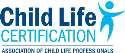 Child Life
CERTIFICATION
ASSOCIATION OF CHILD LIFE PROFESSIONALS